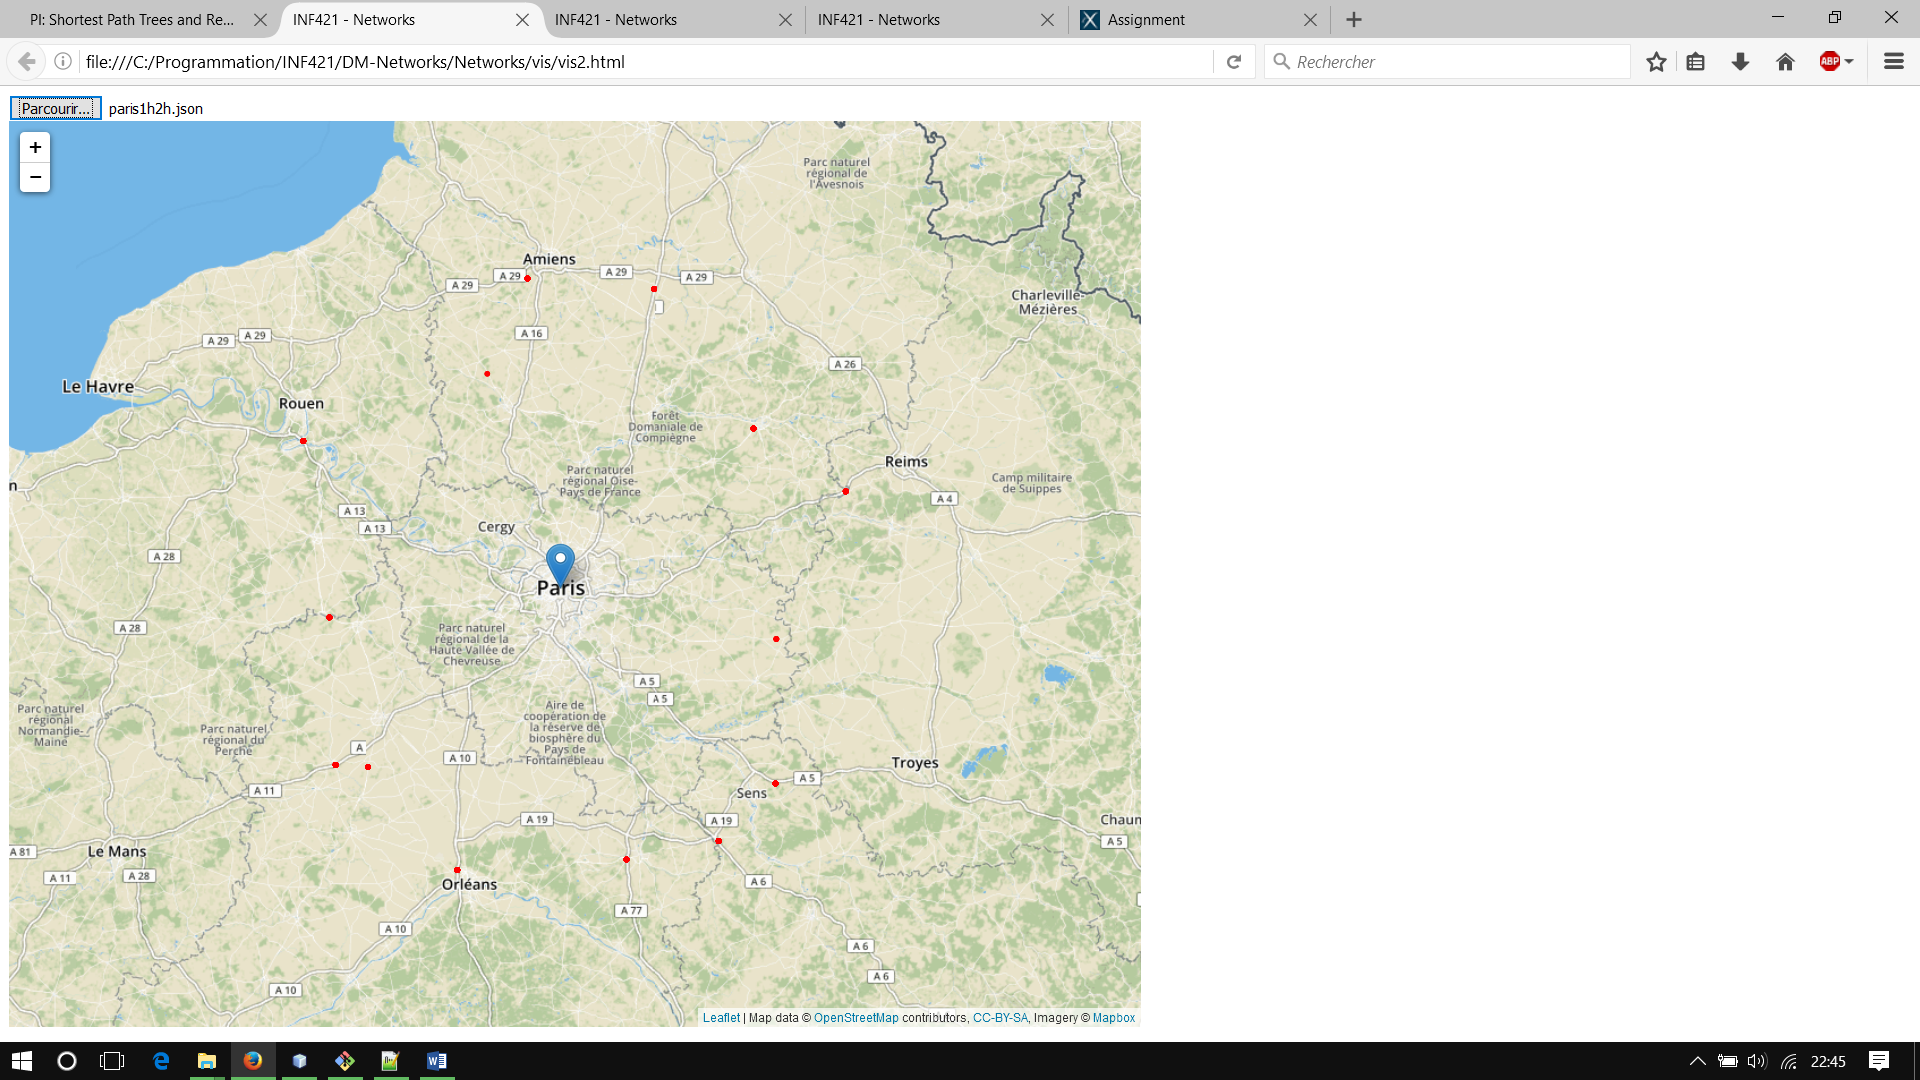 PI: Shortest Path Trees and Re...
INF421 - Networks
INF421 - Networks
INF421 - Networks
Assignment
file:///C:/Programmation/INF421/DM-Networks/Networks/vis/vis2.html
Rechercher
ABP
Parcourir...
paris1h2h.json
+
−
Parc naturel
régional de
l'Avesnois
Amiens
A 29
A 29
A 29
A 29
Charleville-
Mézières
A 16
A 29
A 29
A 26
Le Havre
Rouen
Forêt
Domaniale de
Compiègne
Reims
Parc naturel
régional Oise-
Pays de France
Camp militaire
de Suippes
n
A 4
A 13
A 13
Cergy
A 28
Paris
A 28
Parc naturel
régional de la
Haute Vallée de
Chevreuse
A 5
A 5
Parc naturel
régional
Normandie-
Maine
Parc naturel
régional du
Perche
Aire de
coopération de
la réserve de
biosphère du
Pays de
Fontainebleau
A
A 10
Troyes
A 5
A 11
Sens
A 19
A 19
Chaun
A 5
A 81
Le Mans
A 11
A 28
Orléans
A 6
A 77
A 10
A 6
A 6
A 10
Leaflet | Map data © OpenStreetMap contributors, CC-BY-SA, Imagery © Mapbox
22:45